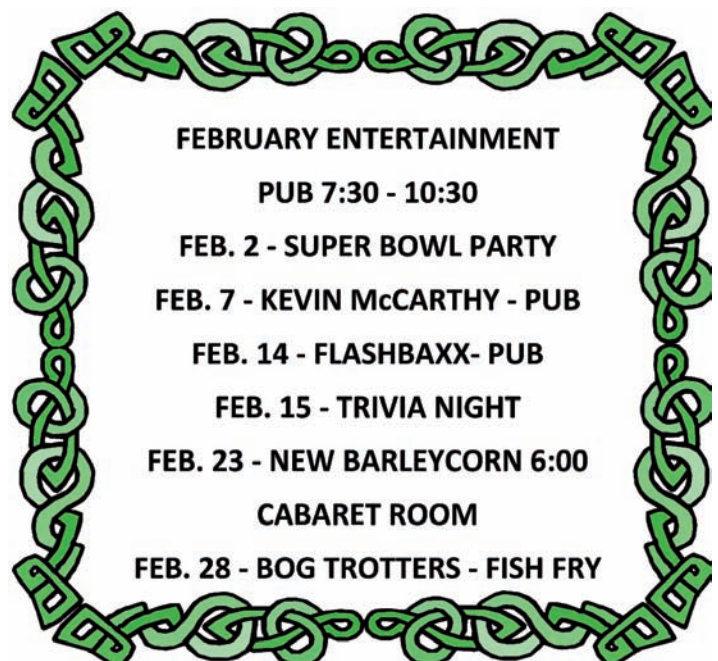 FEBRUARY ENTERTAINMENT
PUB 7:30 - 10:30
FEB. 2 - SUPER BOWL PARTY
FEB. 7 - KEVIN McCARTHY - PUB
FEB. 14 - FLASHBAXX- PUB
FEB. 15 - TRIVIA NIGHT
FEB. 23 - NEW BARLEYCORN 6:00
CABARET ROOM
FEB. 28 - BOG TROTTERS - FISH FRY